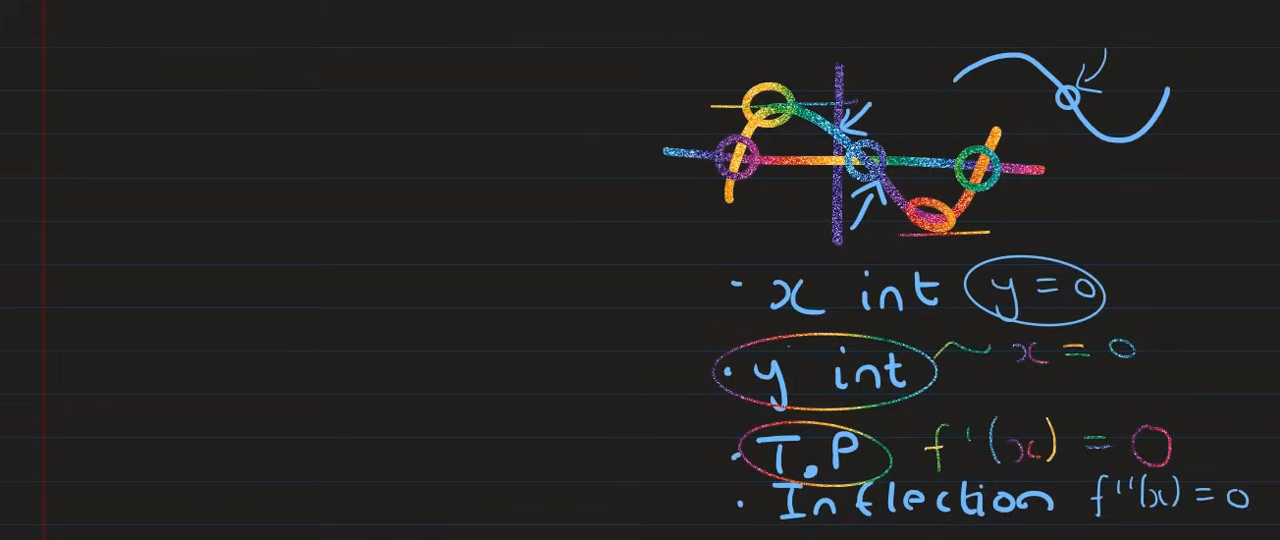 · x int y = 0
· y int ~ x = 0
· T.P f'(x) = 0
· Inflection f''(x) = 0